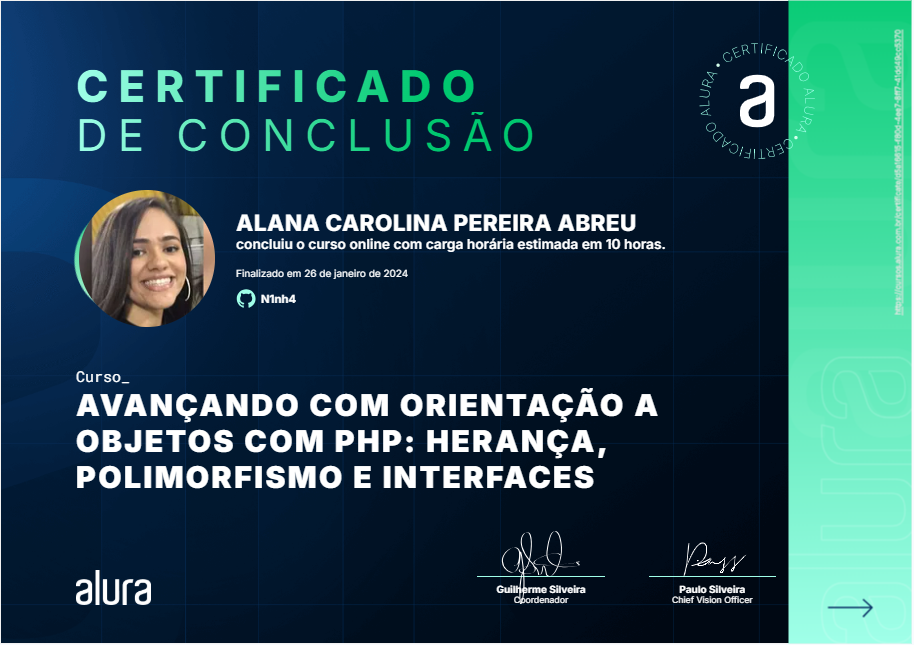 CERTIFICADO
DE CONCLUSÃO
CERTIFICADO ALURA • CERTIFICADO ALURA •
a
ALANA CAROLINA PEREIRA ABREU
concluiu o curso online com carga horária estimada em 10 horas.
Finalizado em 26 de janeiro de 2024
N1nh4
Curso_
AVANÇANDO COM ORIENTAÇÃO A
OBJETOS COM PHP: HERANÇA,
POLIMORFISMO E INTERFACES
alura
Guilherme Silveira
Coordenador
Paulo Silveira
Chief Vision Officer
alura